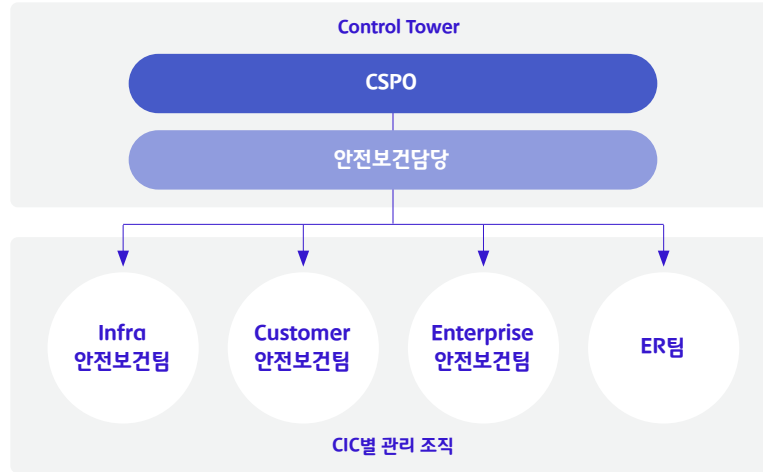 Control Tower
CSPO
안전보건담당
Infra
안전보건팀
Customer
안전보건팀
Enterprise
안전보건팀
ER팀
CIC별 관리 조직